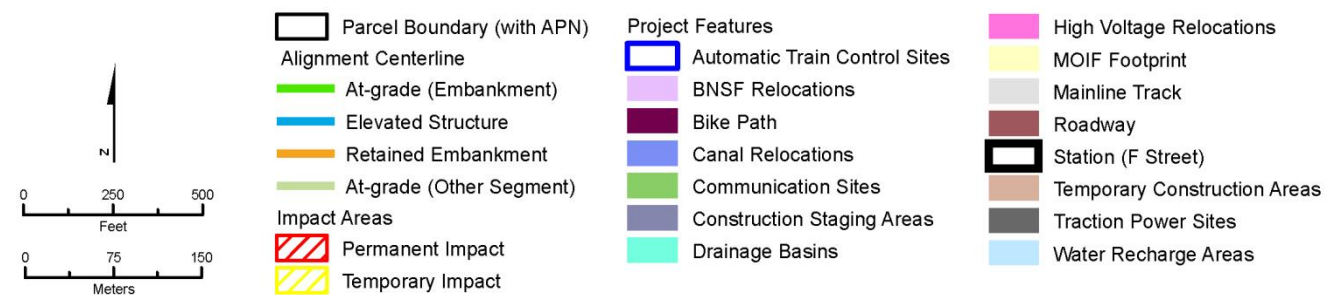 N
0 250 500
Feet
0 75 150
Meters
Parcel Boundary (with APN)
Alignment Centerline
At-grade (Embankment)
Elevated Structure
Retained Embankment
At-grade (Other Segment)
Impact Areas
Permanent Impact
Temporary Impact
Project Features
Automatic Train Control Sites
BNSF Relocations
Bike Path
Canal Relocations
Communication Sites
Construction Staging Areas
Drainage Basins
High Voltage Relocations
MOIF Footprint
Mainline Track
Roadway
Station (F Street)
Temporary Construction Areas
Traction Power Sites
Water Recharge Areas